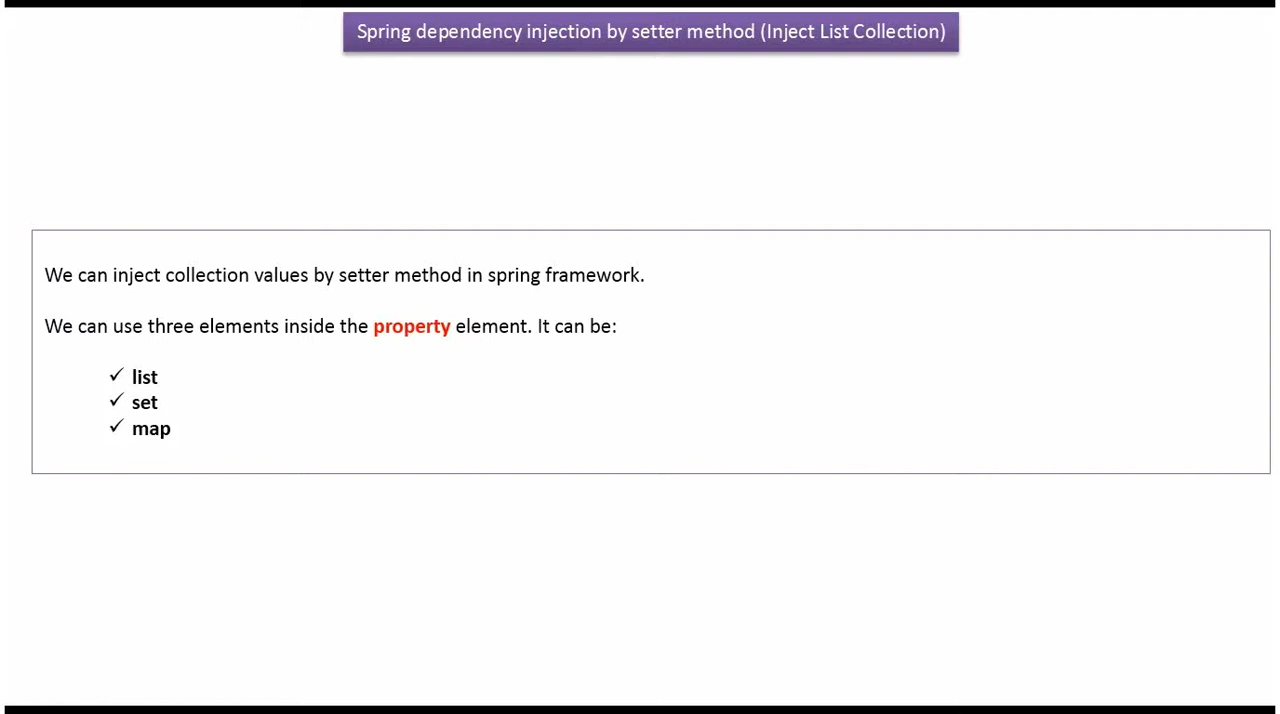 Spring dependency injection by setter method (Inject List Collection)
We can inject collection values by setter method in spring framework.
We can use three elements inside the property element. It can be:
✓ list
✓ set
✓ map